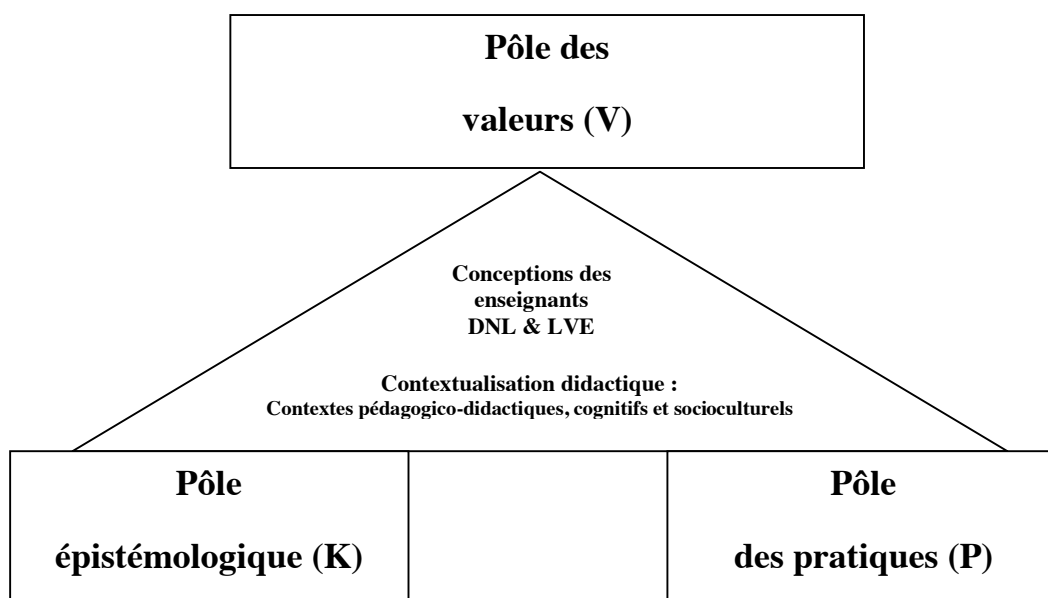 Pôle des
valeurs (V)
Conceptions des
enseignants
DNL & LVE
Contextualisation didactique :
Contextes pédagogico-didactiques, cognitifs et socioculturels
Pôle
épistémologique (K)
Pôle
des pratiques (P)